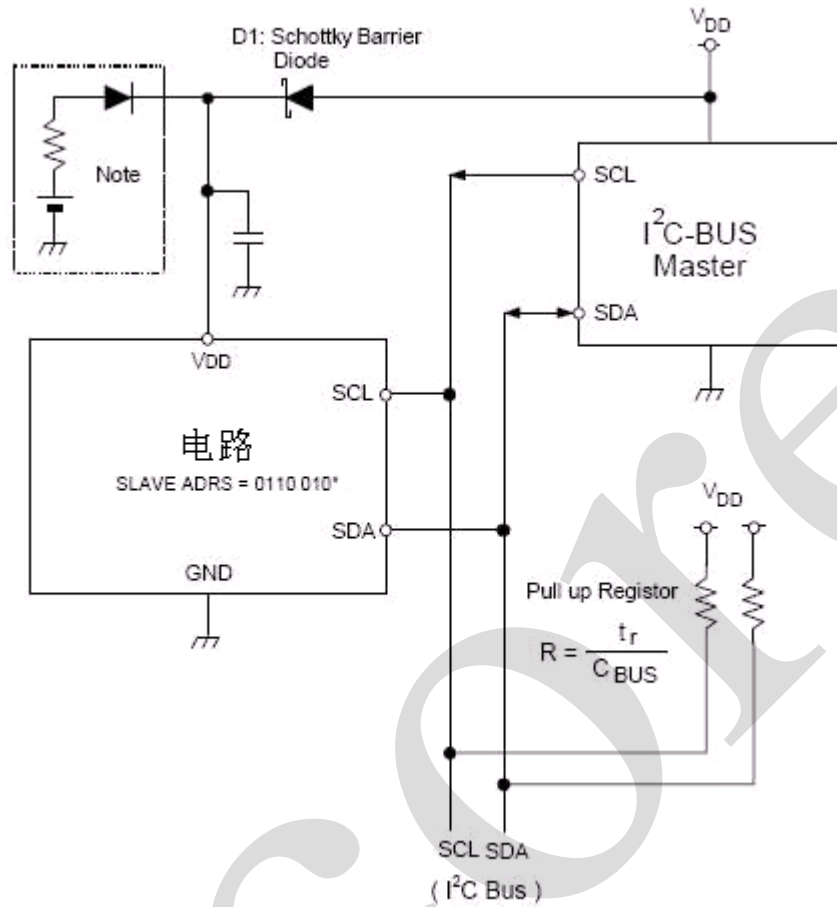 D1: Schottky Barrier
Diode
VDD
Note
SCL
I²C-BUS
Master
SDA
VDD
SCL
电路
SLAVE ADRS = 0110 010*
SDA
GND
VDD
Pull up Registor
R = tr / CBUS
SCL SDA
( I²C Bus )